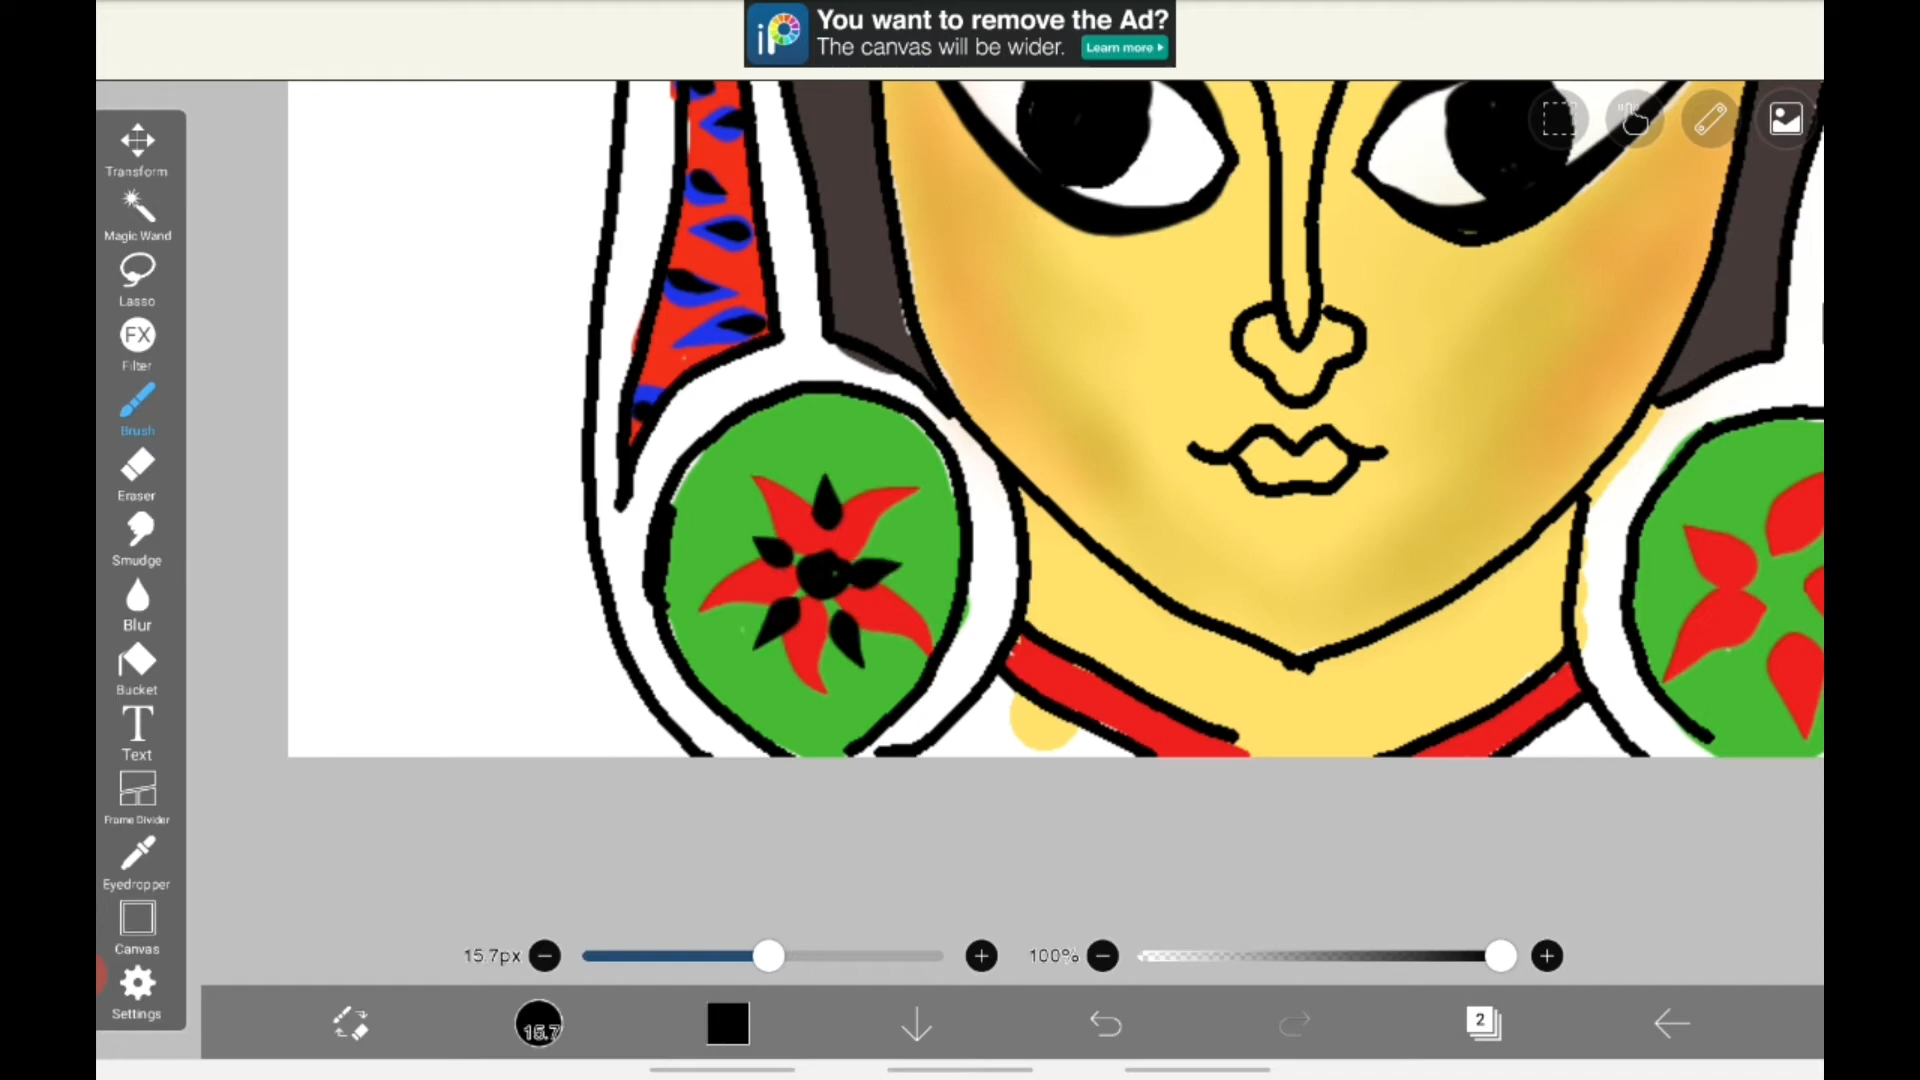 You want to remove the Ad?
The canvas will be wider.
Learn more
iP
Transform
Magic Wand
Lasso
FX
Filter
Brush
Eraser
Smudge
Blur
Bucket
T
Text
Frame Divider
Eyedropper
Canvas
Settings
15.7px
100%
15.7
2